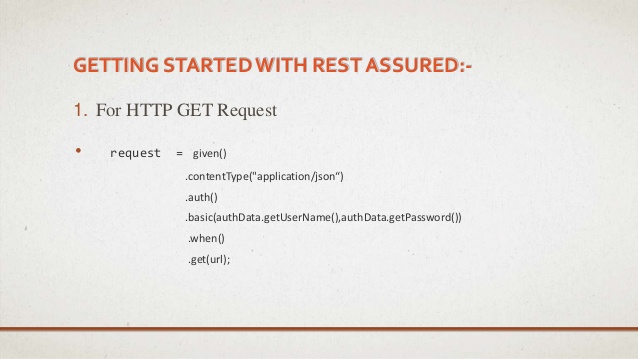 GETTING STARTED WITH REST ASSURED:-
1. For HTTP GET Request
• request = given()
.contentType("application/json“)
.auth()
.basic(authData.getUserName(),authData.getPassword())
.when()
.get(url);